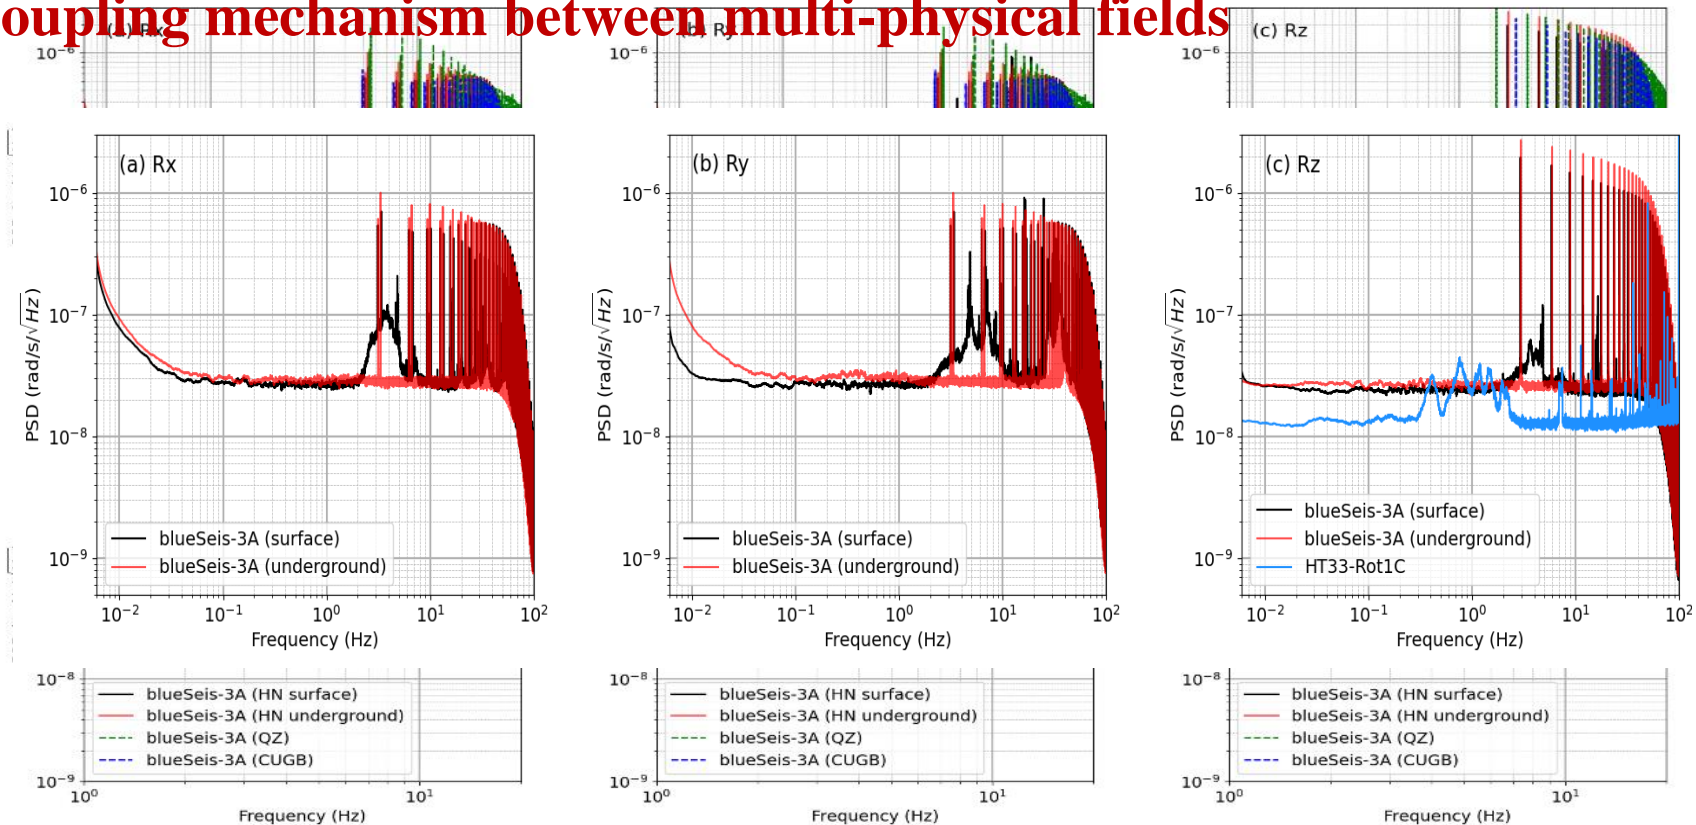 oupling mechanism between multi-physical fields
(a) Rx
(b) Ry
(c) Rz
10⁻⁶
10⁻⁶
10⁻⁶
(a) Rx
(b) Ry
(c) Rz
10⁻⁶
10⁻⁷
10⁻⁸
10⁻⁹
PSD (rad/s/√Hz)
blueSeis-3A (surface)
blueSeis-3A (underground)
10⁻² 10⁻¹ 10⁰ 10¹ 10²
Frequency (Hz)
10⁻⁶
10⁻⁷
10⁻⁸
10⁻⁹
PSD (rad/s/√Hz)
blueSeis-3A (surface)
blueSeis-3A (underground)
10⁻² 10⁻¹ 10⁰ 10¹ 10²
Frequency (Hz)
10⁻⁶
10⁻⁷
10⁻⁸
10⁻⁹
PSD (rad/s/√Hz)
blueSeis-3A (surface)
blueSeis-3A (underground)
HT33-Rot1C
10⁻² 10⁻¹ 10⁰ 10¹ 10²
Frequency (Hz)
10⁻⁸
10⁻⁹
blueSeis-3A (HN surface)
blueSeis-3A (HN underground)
blueSeis-3A (QZ)
blueSeis-3A (CUGB)
10⁰ 10¹
Frequency (Hz)
10⁻⁸
10⁻⁹
blueSeis-3A (HN surface)
blueSeis-3A (HN underground)
blueSeis-3A (QZ)
blueSeis-3A (CUGB)
10⁰ 10¹
Frequency (Hz)
10⁻⁸
10⁻⁹
blueSeis-3A (HN surface)
blueSeis-3A (HN underground)
blueSeis-3A (QZ)
blueSeis-3A (CUGB)
10⁰ 10¹
Frequency (Hz)